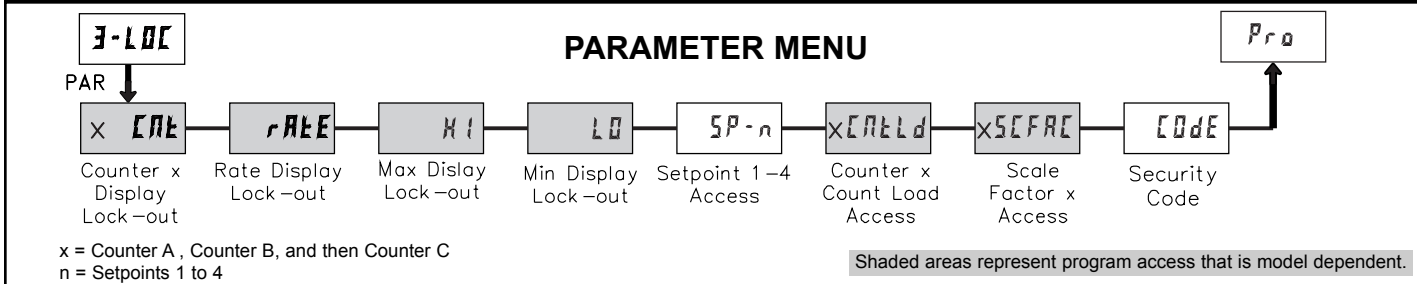 3-LOC
PARAMETER MENU
Pro
PAR
x CNt
rAtE
HI
LO
SP-n
xCNtLd
xSCFAC
COdE
Counter x
Display
Lock-out
Rate Display
Lock-out
Max Dislay
Lock-out
Min Display
Lock-out
Setpoint 1-4
Access
Counter x
Count Load
Access
Scale
Factor x
Access
Security
Code
x = Counter A , Counter B, and then Counter C
n = Setpoints 1 to 4
Shaded areas represent program access that is model dependent.